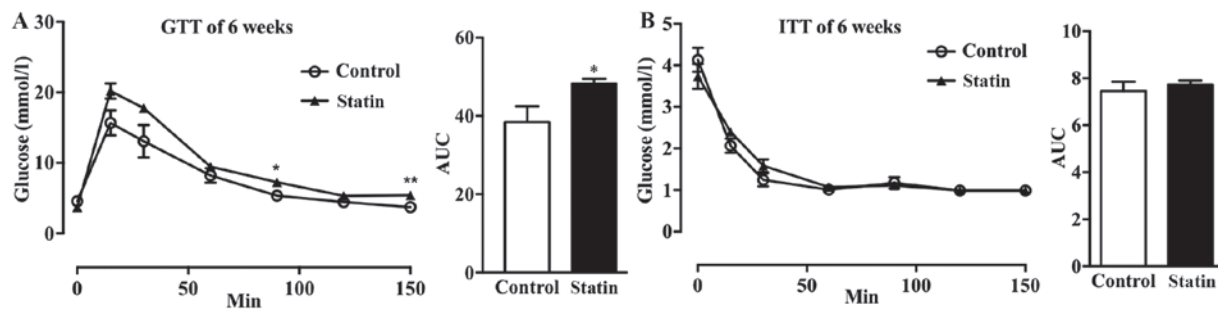 A
GTT of 6 weeks
Glucose (mmol/l)
30
20
10
0
Control
Statin
*
**
0
50
100
150
Min
AUC
60
40
20
0
*
Control
Statin
B
ITT of 6 weeks
Glucose (mmol/l)
5
4
3
2
1
0
Control
Statin
0
50
100
150
Min
AUC
10
8
6
4
2
0
Control
Statin